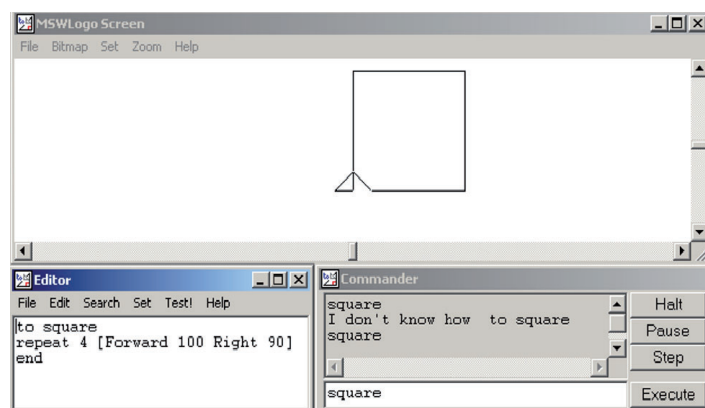 MSWLogo Screen
File Bitmap Set Zoom Help
Editor
File Edit Search Set Test! Help
to square
repeat 4 [Forward 100 Right 90]
end
Commander
square
I don't know how  to square
square
square
Halt
Pause
Step
Execute